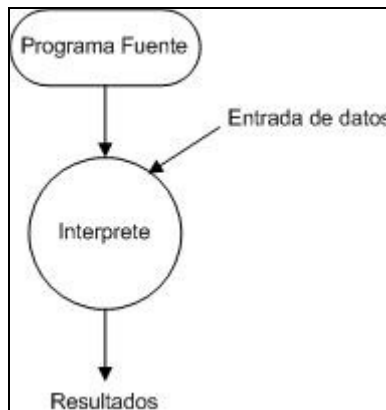 Programa Fuente
Entrada de datos
Interprete
Resultados